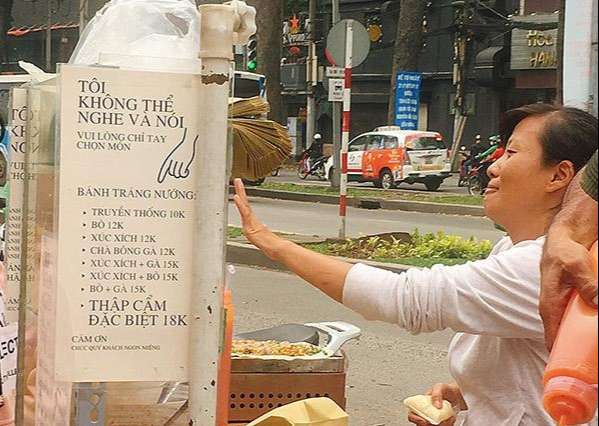 TÔI
KHÔNG THỂ
NGHE VÀ NÓI
VUI LÒNG CHỈ TAY
CHỌN MÓN
BÁNH TRÁNG NƯỚNG:
• TRUYỀN THỐNG 10K
• BÒ 12K
• XÚC XÍCH 12K
• CHÀ BÔNG GÀ 12K
• XÚC XÍCH + GÀ 15K
• XÚC XÍCH + BÒ 15K
• BÒ + GÀ 15K
• THẬP CẨM
ĐẶC BIỆT 18K
CẢM ƠN
CHÚC QUÝ KHÁCH NGON MIỆNG